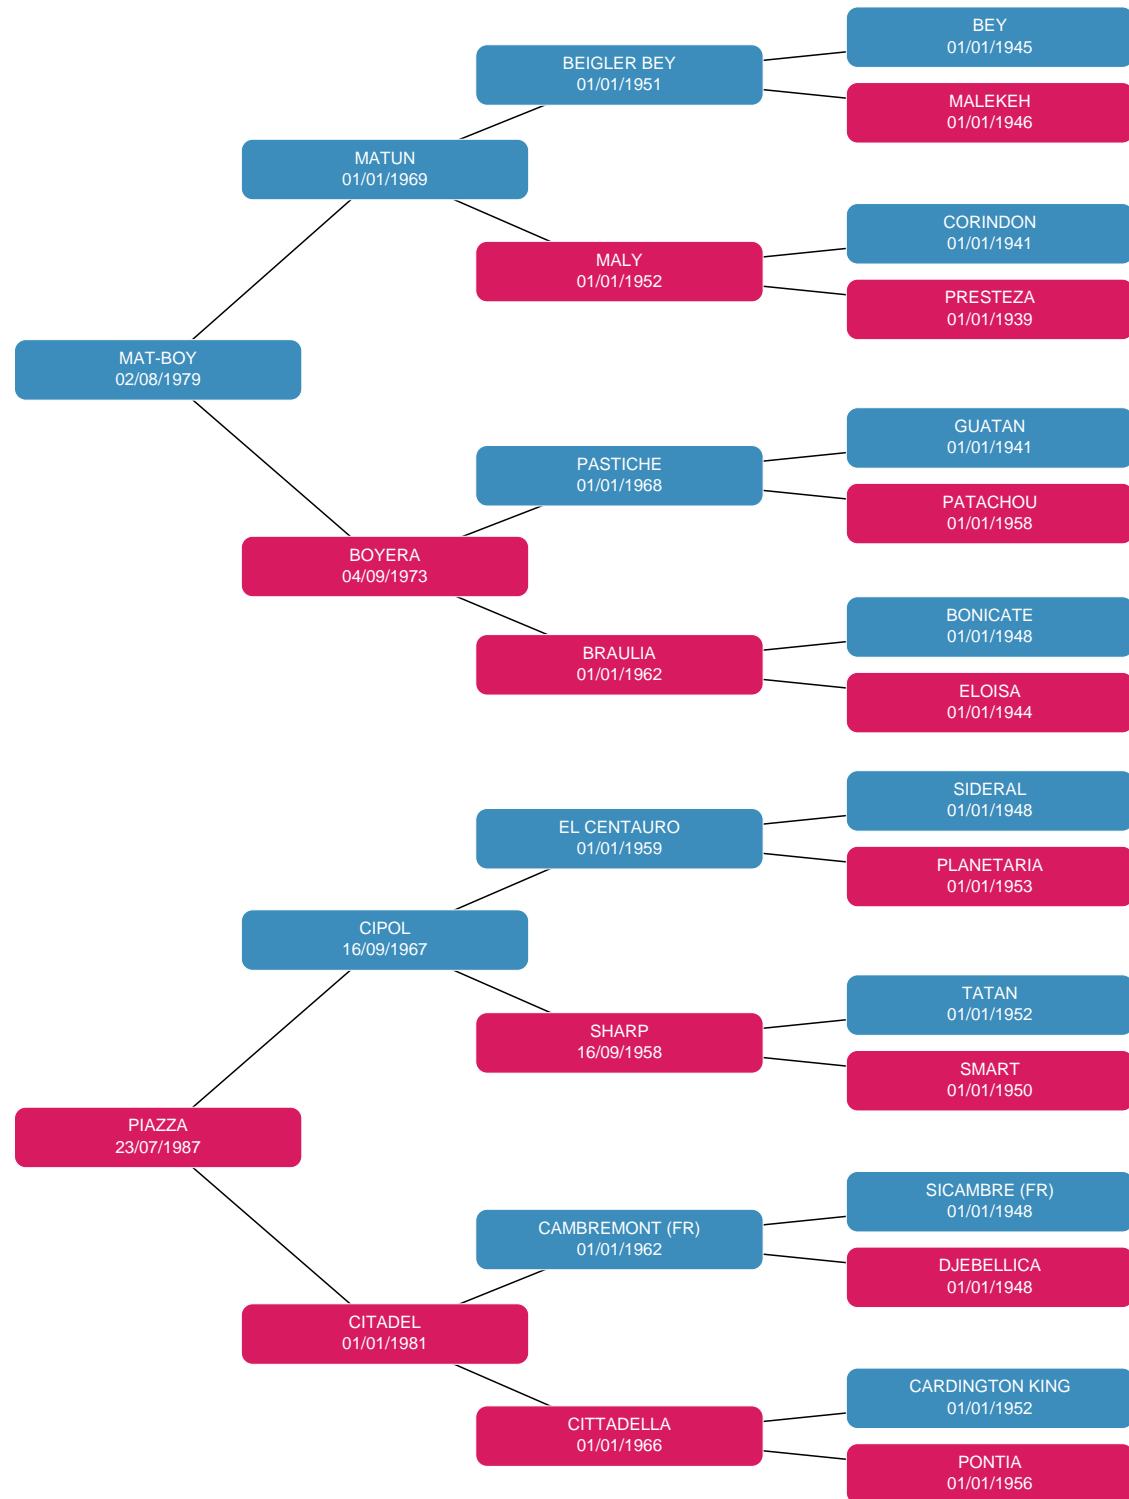 BEY
01/01/1945
BEIGLER BEY
01/01/1951
MALEKEH
01/01/1946
MATUN
01/01/1969
CORINDON
01/01/1941
MALY
01/01/1952
PRESTEZA
01/01/1939
MAT-BOY
02/08/1979
GUATAN
01/01/1941
PASTICHE
01/01/1968
PATACHOU
01/01/1958
BOYERA
04/09/1973
BONICATE
01/01/1948
BRAULIA
01/01/1962
ELOISA
01/01/1944
SIDERAL
01/01/1948
EL CENTAURO
01/01/1959
PLANETARIA
01/01/1953
CIPOL
16/09/1967
TATAN
01/01/1952
SHARP
16/09/1958
SMART
01/01/1950
PIAZZA
23/07/1987
SICAMBRE (FR)
01/01/1948
CAMBREMONT (FR)
01/01/1962
DJEBELLICA
01/01/1948
CITADEL
01/01/1981
CARDINGTON KING
01/01/1952
CITTADELLA
01/01/1966
PONTIA
01/01/1956